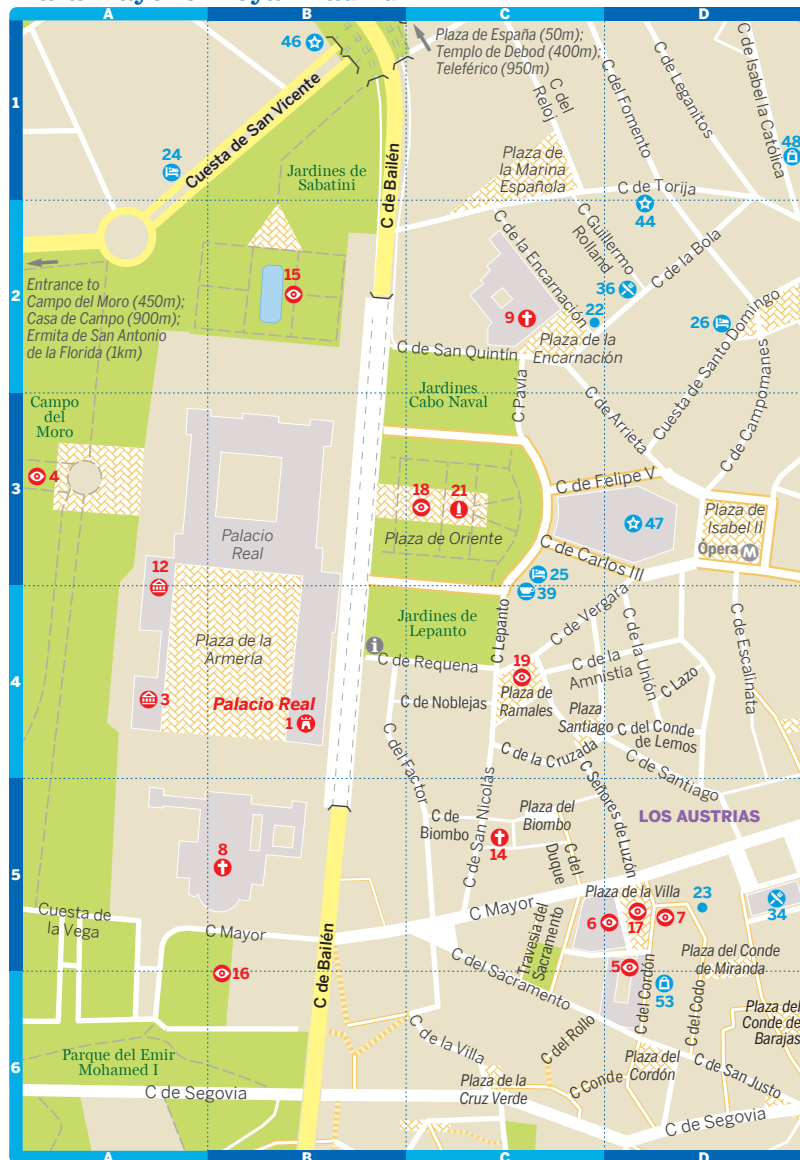 A
B
C
D
46
Plaza de España (50m);
Templo de Debod (400m);
Teleférico (950m)
C del
Reloj
C del Fomento
C de Leganitos
C de Isabel la Católica
1
24
Cuesta de San Vicente
Jardines de
Sabatini
C de Bailén
Plaza de
la Marina
Española
48
C de Torija
44
C de la Encarnación
C Guillermo
Rolland
C de la Bola
Entrance to
Campo del Moro (450m);
Casa de Campo (900m);
Ermita de San Antonio
de la Florida (1km)
2
15
36
9
22
26
Plaza de la
Encarnación
C de San Quintín
Cuesta de Santo Domingo
C de Campomanes
Campo
del
Moro
Jardines
Cabo Naval
C Pavía
C de Arrieta
3
4
18
21
C de Felipe V
47
Plaza de
Isabel II
Ópera
M
Palacio
Real
Plaza de Oriente
C de Carlos III
12
25
39
Plaza de la
Armería
Jardines de
Lepanto
C Lepanto
C de Vergara
i
C de Requena
19
C de la
Amnistía
C de la Unión
C Lazo
C de Escalinata
4
3
Palacio Real
1
C de Noblejas
Plaza de
Ramales
Plaza
Santiago
C del Conde
de Lemos
C del Factor
C de la Cruzada
C de Santiago
C de San Nicolás
C Señores de Luzón
C de
Biombo
Plaza del
Biombo
LOS AUSTRIAS
14
C del
Duque
5
8
C Mayor
Plaza de la Villa
6
17
7
23
34
Cuesta de
la Vega
C Mayor
C de Bailén
16
Travesía del
Sacramento
C del Sacramento
5
53
C del Cordón
C del Codo
Plaza del Conde
de Miranda
Plaza del
Conde de
Barajas
6
Parque del Emir
Mohamed I
C de la Villa
C del Rollo
Plaza del
Cordón
C de San Justo
C de Segovia
Plaza de la
Cruz Verde
C Conde
C de Segovia
A
B
C
D